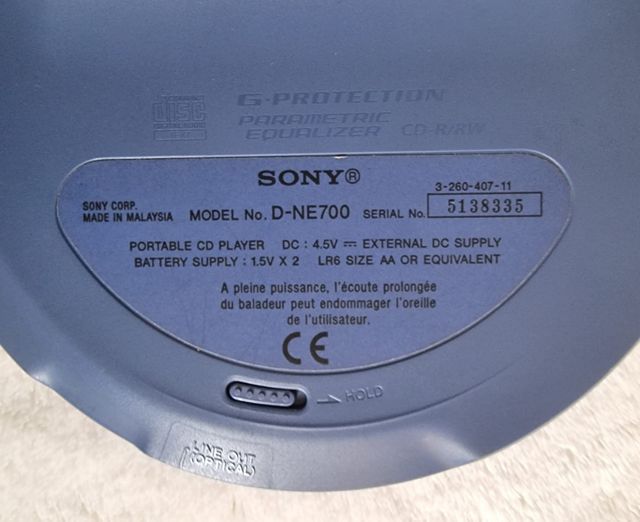 COMPACT
disc
DIGITAL AUDIO
G-PROTECTION
PARAMETRIC
EQUALIZER CD-R/RW
SONY®
SONY CORP.
MADE IN MALAYSIA
MODEL No. D-NE700
SERIAL No.
3-260-407-11
5138335
PORTABLE CD PLAYER DC : 4.5V ⎓ EXTERNAL DC SUPPLY
BATTERY SUPPLY : 1.5V X 2 LR6 SIZE AA OR EQUIVALENT
A pleine puissance, l'écoute prolongée
du baladeur peut endommager l'oreille
de l'utilisateur.
CE
HOLD
LINE OUT
(OPTICAL)